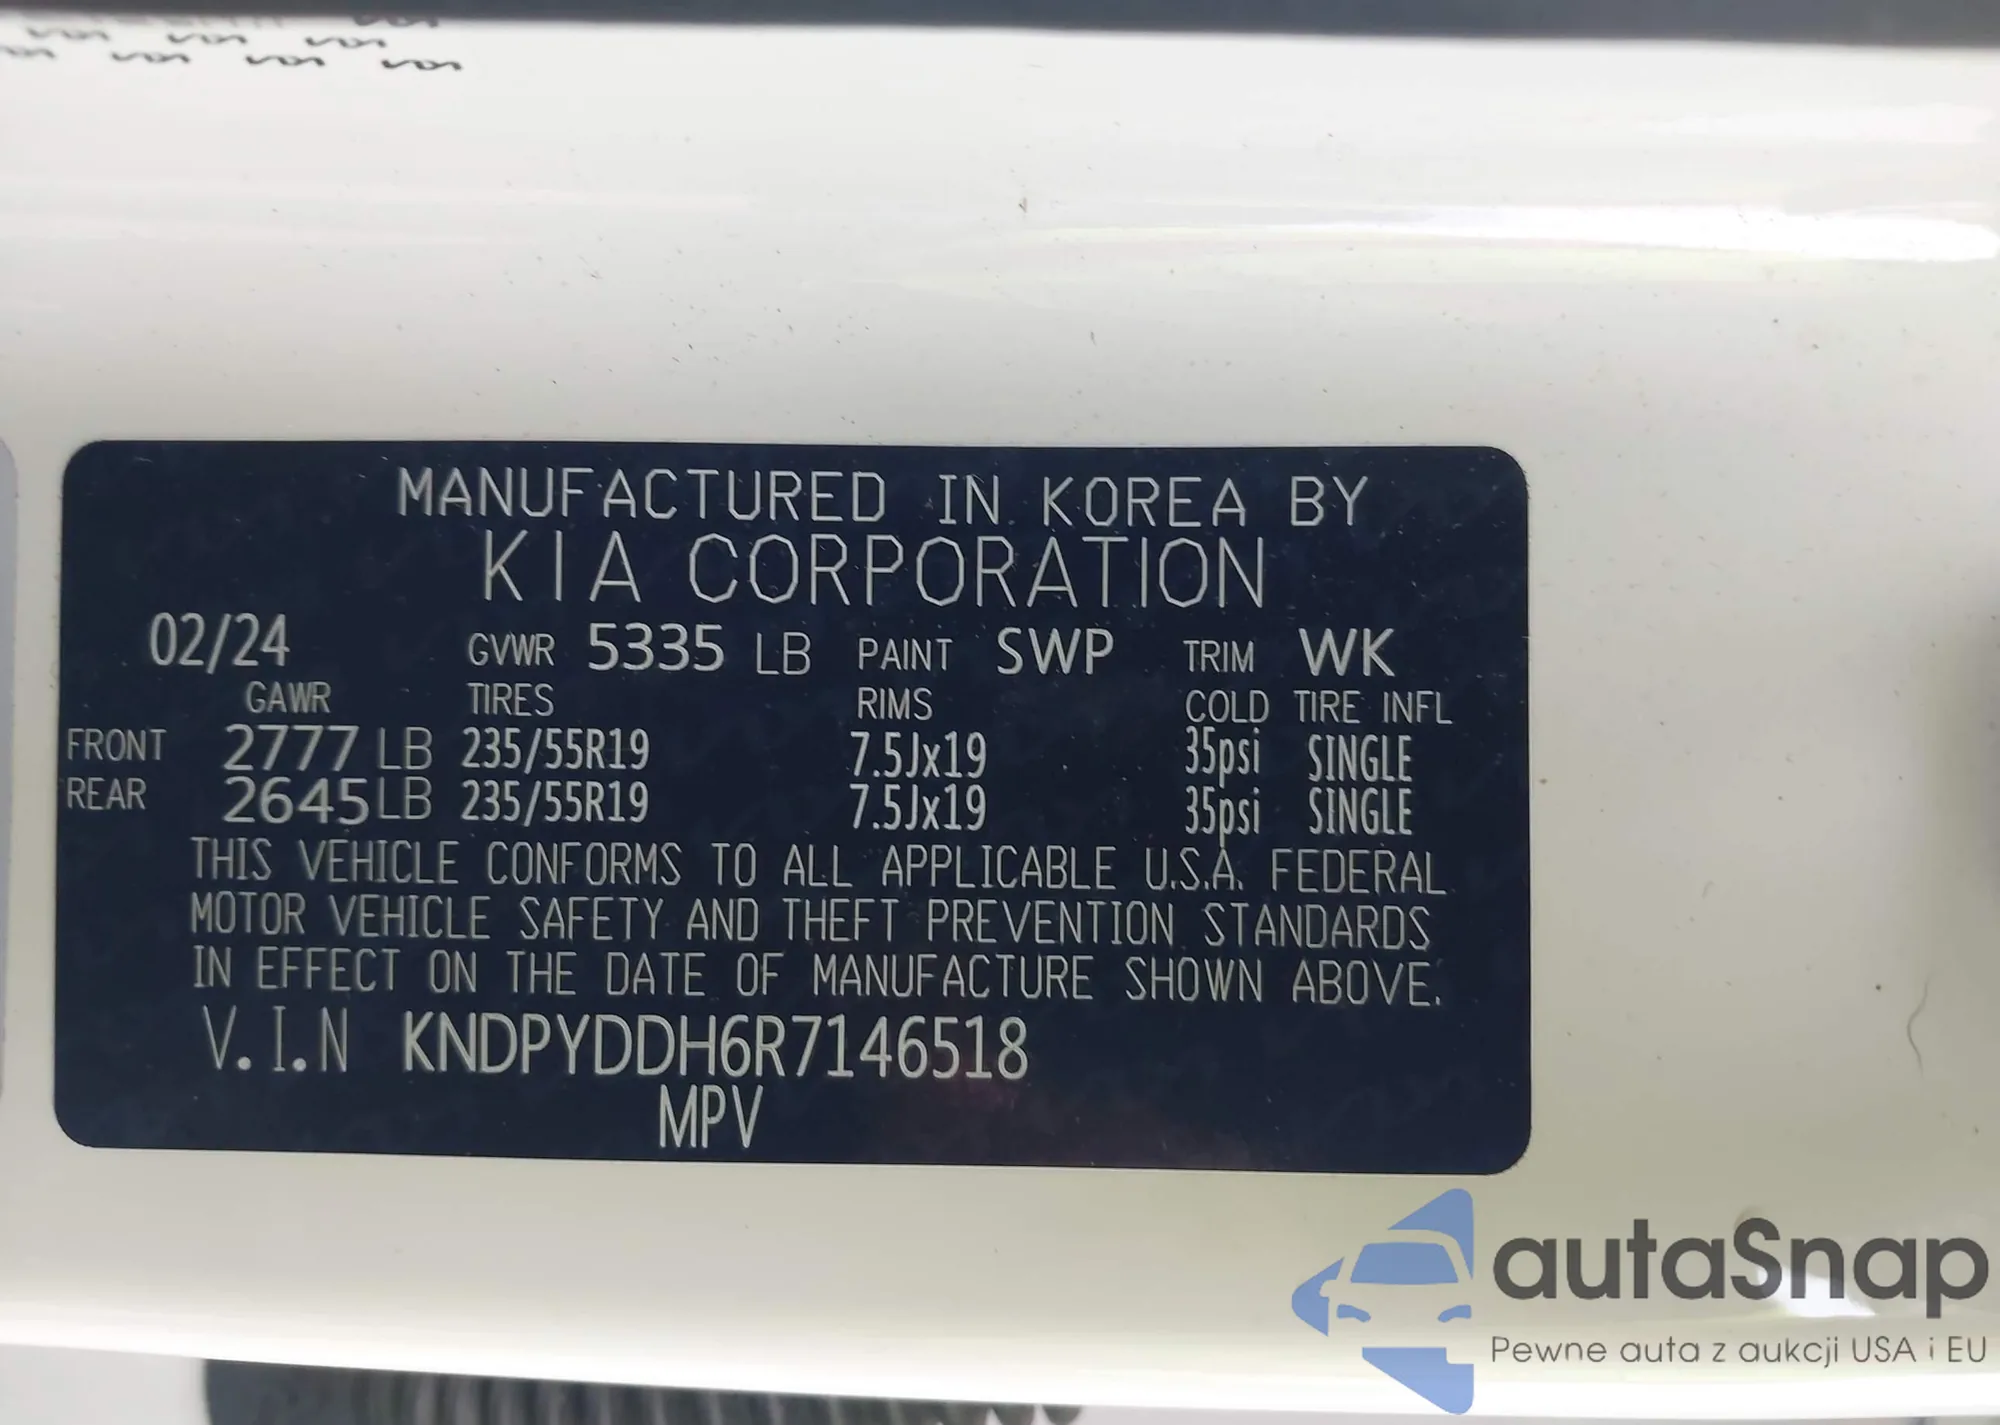 MANUFACTURED IN KOREA BY
KIA CORPORATION
02/24 GVWR 5335 LB PAINT SWP TRIM WK
GAWR TIRES RIMS COLD TIRE INFL
FRONT 2777 LB 235/55R19 7.5Jx19 35psi SINGLE
REAR 2645 LB 235/55R19 7.5Jx19 35psi SINGLE
THIS VEHICLE CONFORMS TO ALL APPLICABLE U.S.A. FEDERAL
MOTOR VEHICLE SAFETY AND THEFT PREVENTION STANDARDS
IN EFFECT ON THE DATE OF MANUFACTURE SHOWN ABOVE.
V.I.N KNDPYDDH6R7146518
MPV
autaSnap
Pewne auta z aukcji USA i EU